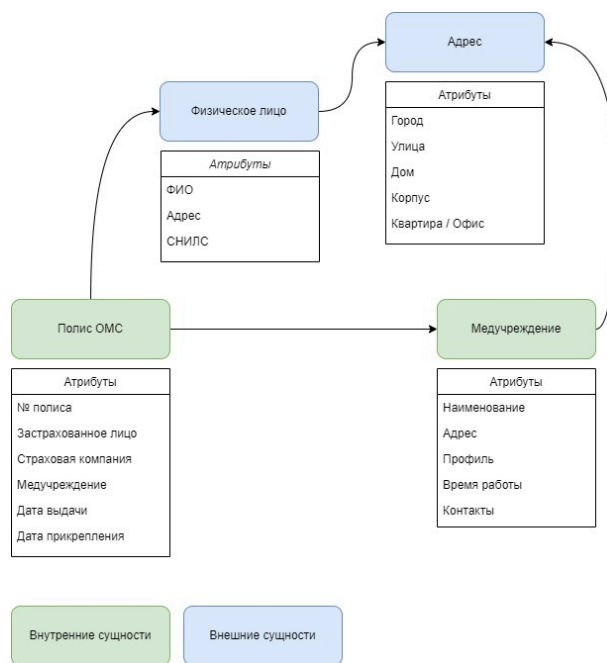 Адрес
Атрибуты
Город
Улица
Дом
Корпус
Квартира / Офис
Физическое лицо
Атрибуты
ФИО
Адрес
СНИЛС
Полис ОМС
Атрибуты
№ полиса
Застрахованное лицо
Страховая компания
Медучреждение
Дата выдачи
Дата прикрепления
Медучреждение
Атрибуты
Наименование
Адрес
Профиль
Время работы
Контакты
Внутренние сущности
Внешние сущности